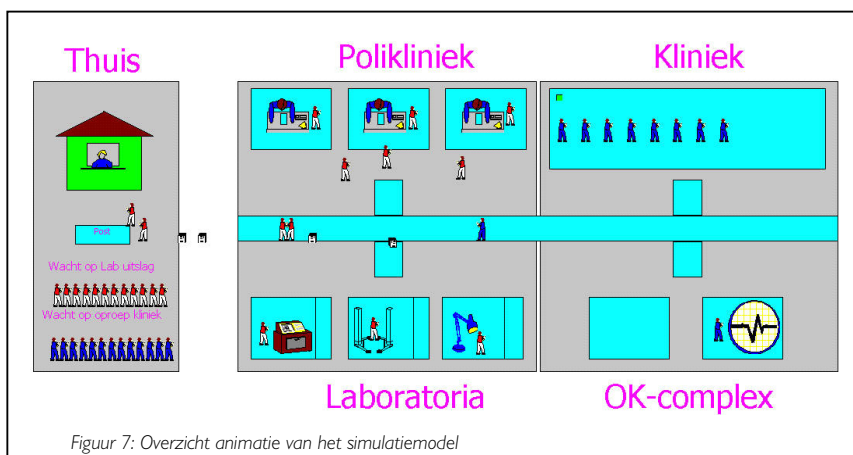 Thuis
Polikliniek
Kliniek
Post
Wacht op Lab uitslag
Wacht op oproep kliniek
Laboratoria
OK-complex
Figuur 7: Overzicht animatie van het simulatiemodel